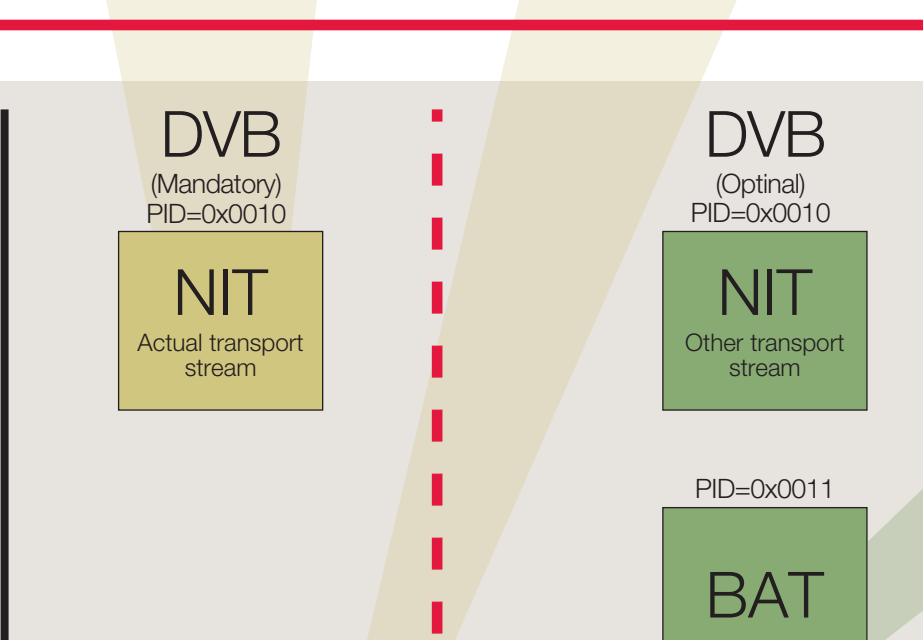 DVB
(Mandatory)
PID=0x0010
NIT
Actual transport
stream
DVB
(Optinal)
PID=0x0010
NIT
Other transport
stream
PID=0x0011
BAT